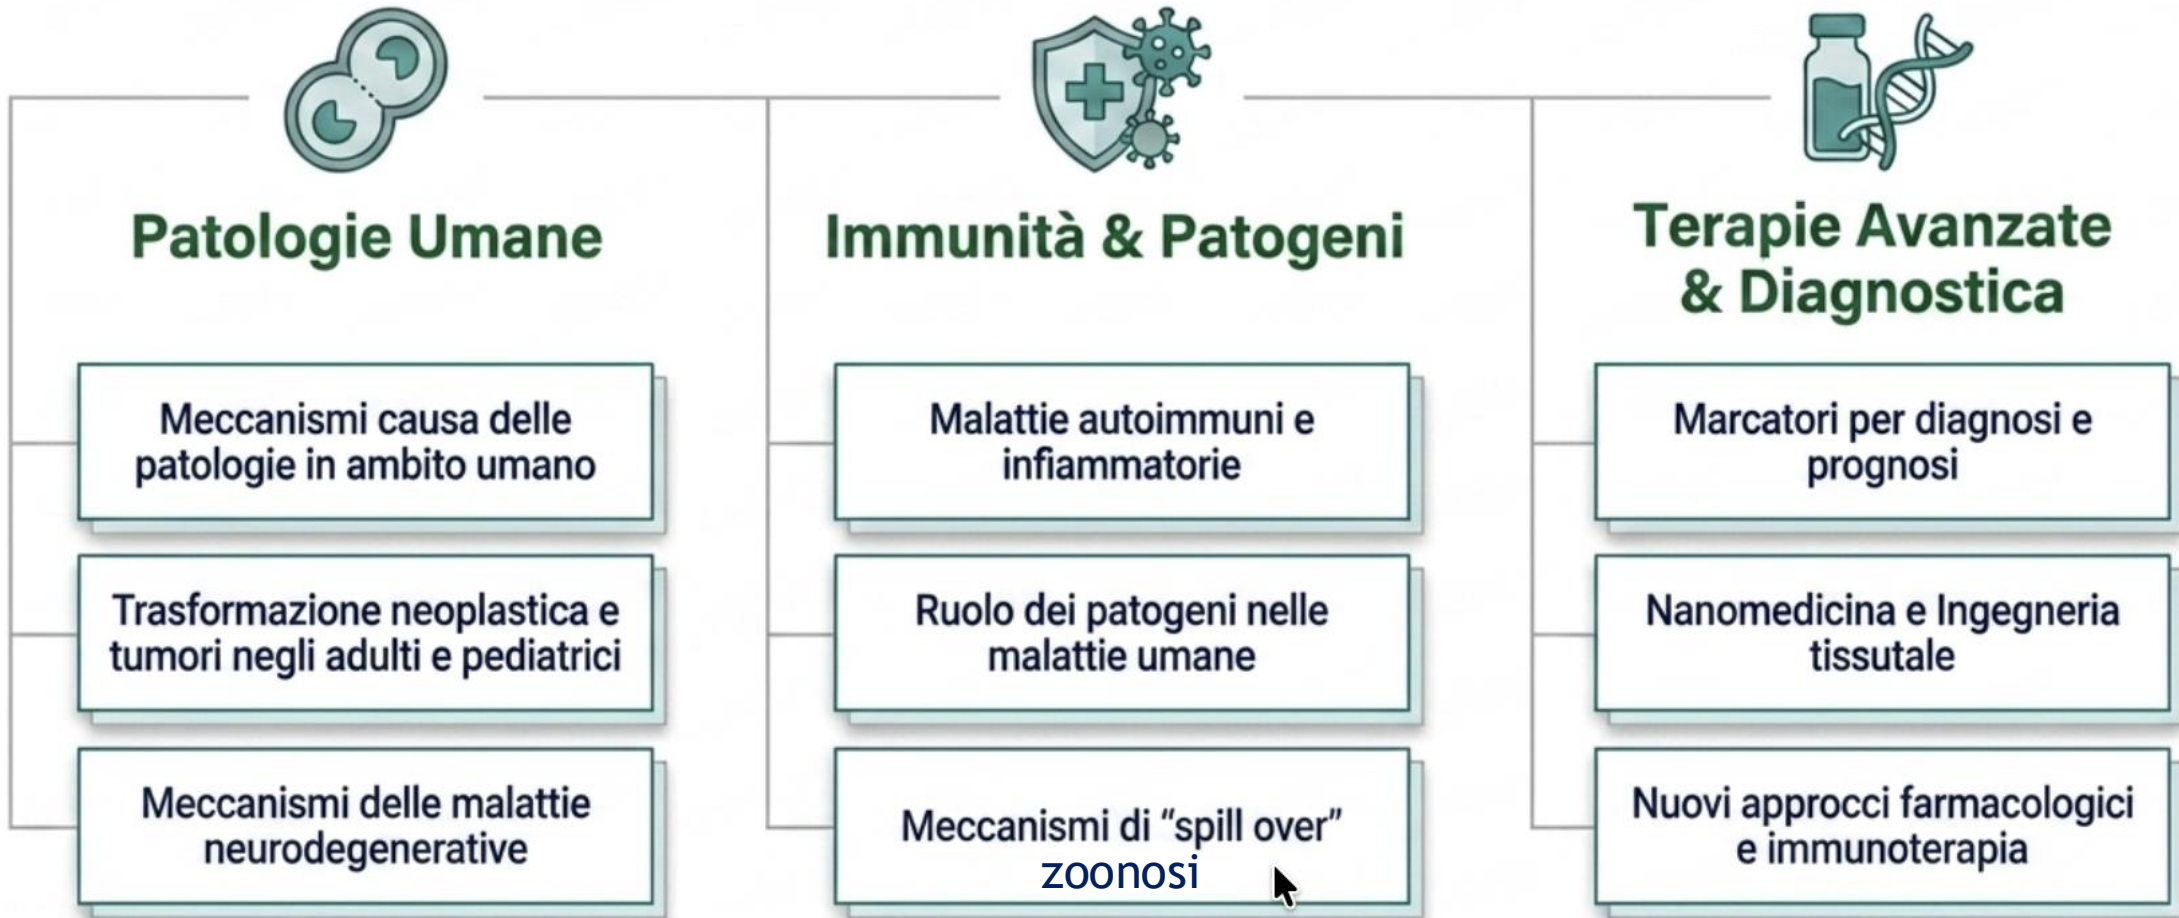 Patologie Umane
Meccanismi causa delle
patologie in ambito umano
Trasformazione neoplastica e
tumori negli adulti e pediatrici
Meccanismi delle malattie
neurodegenerative
Immunità & Patogeni
Malattie autoimmuni e
infiammatorie
Ruolo dei patogeni nelle
malattie umane
Meccanismi di “spill over”
zoonosi
Terapie Avanzate
& Diagnostica
Marcatori per diagnosi e
prognosi
Nanomedicina e Ingegneria
tissutale
Nuovi approcci farmacologici
e immunoterapia